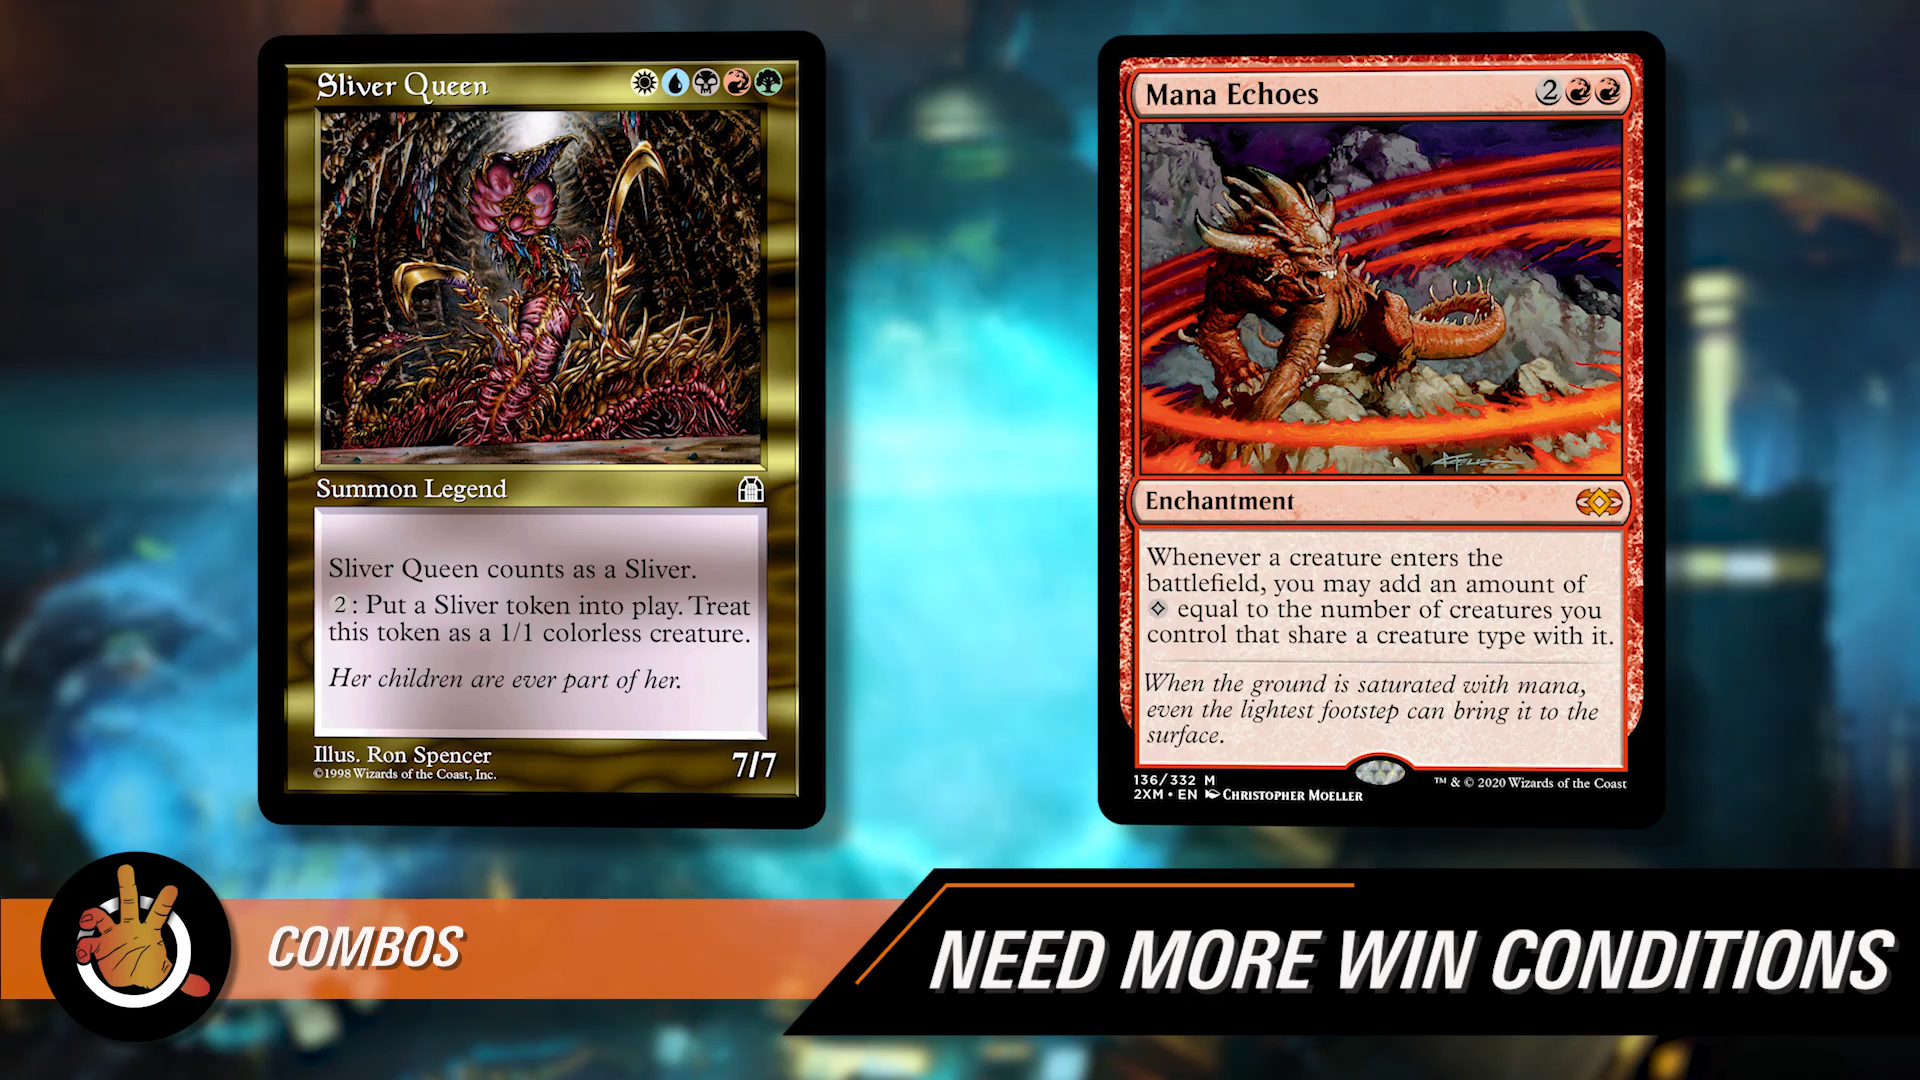 Sliver Queen
Summon Legend
Sliver Queen counts as a Sliver.
2: Put a Sliver token into play. Treat
this token as a 1/1 colorless creature.
Her children are ever part of her.
Illus. Ron Spencer
©1998 Wizards of the Coast, Inc.
7/7
Mana Echoes
2
Enchantment
Whenever a creature enters the
battlefield, you may add an amount of
equal to the number of creatures you
control that share a creature type with it.
When the ground is saturated with mana,
even the lightest footstep can bring it to the
surface.
136/332 M
2XM • EN Christopher Moeller
™ & © 2020 Wizards of the Coast
COMBOS
NEED MORE WIN CONDITIONS